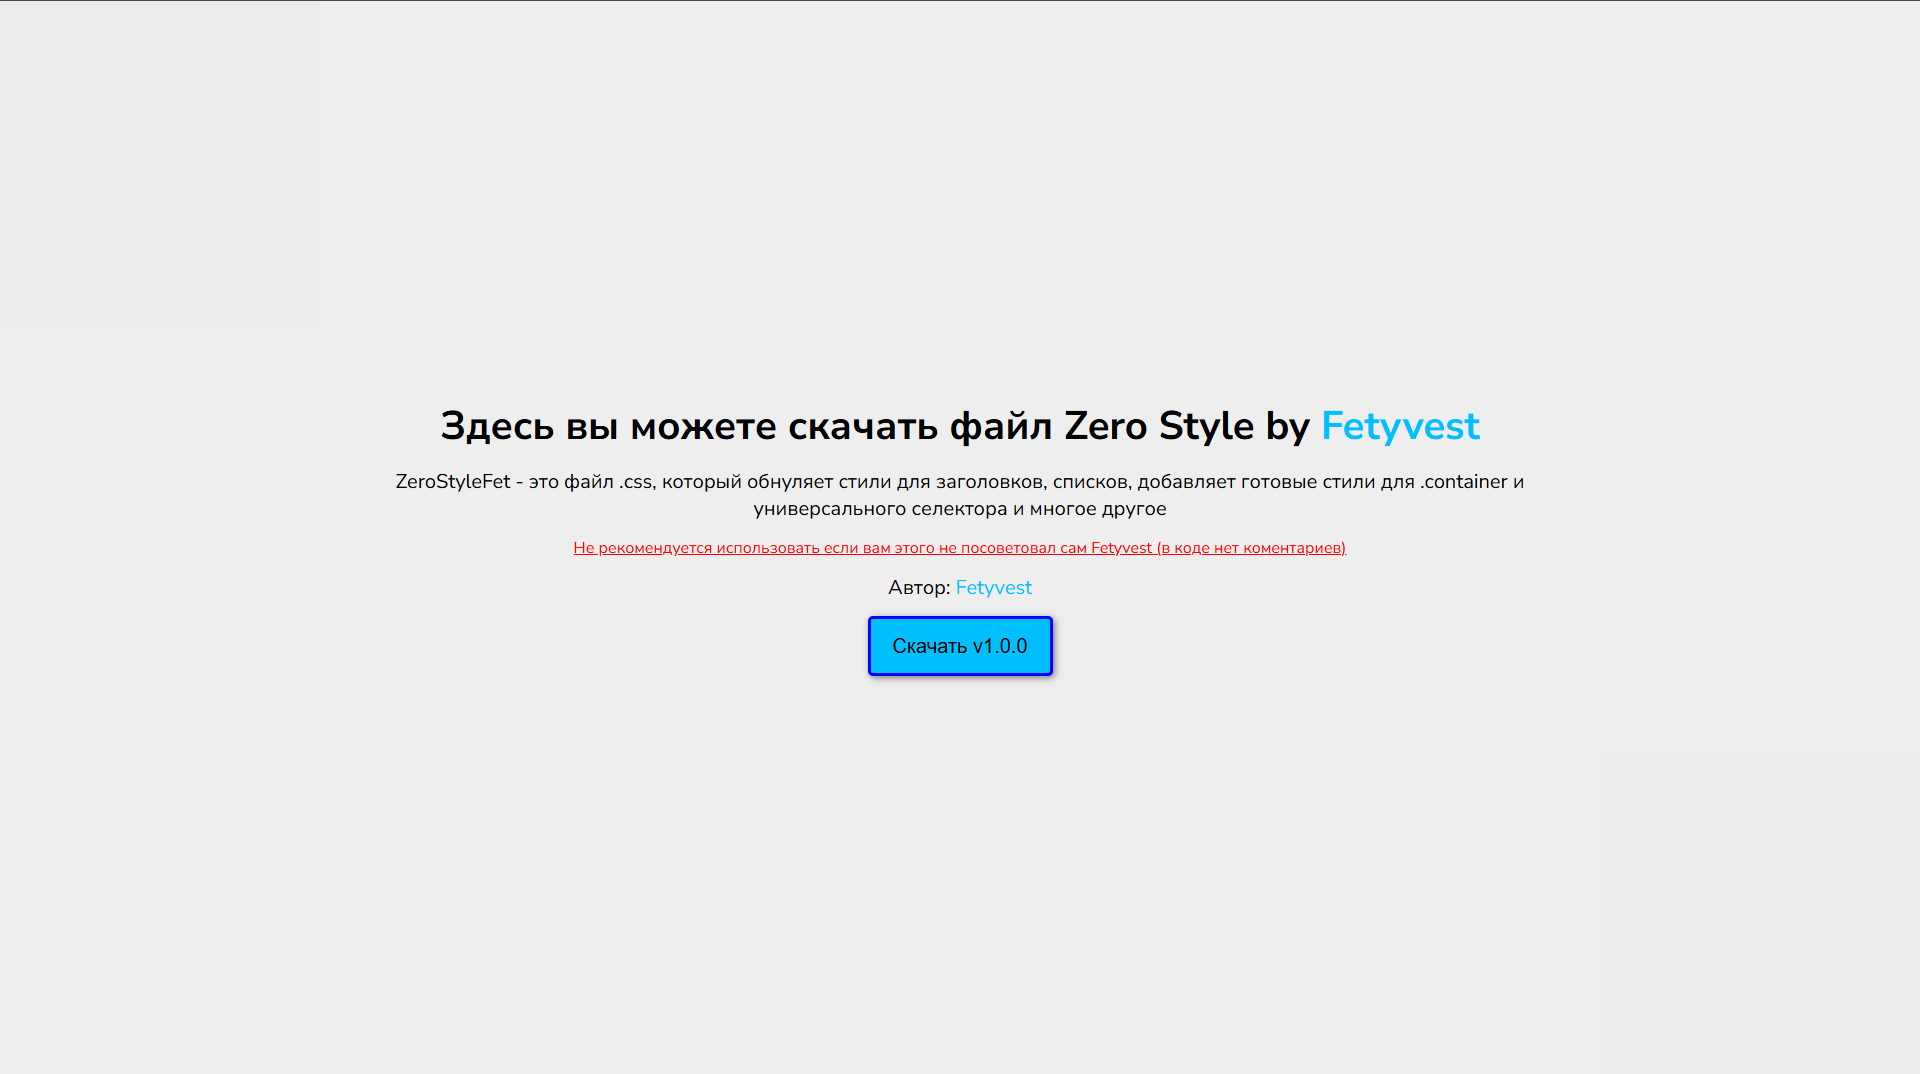 Здесь вы можете скачать файл Zero Style by Fetyvest
ZeroStyleFet - это файл .css, который обнуляет стили для заголовков, списков, добавляет готовые стили для .container и
универсального селектора и многое другое
Не рекомендуется использовать если вам этого не посоветовал сам Fetyvest (в коде нет коментариев)
Автор: Fetyvest
Скачать v1.0.0